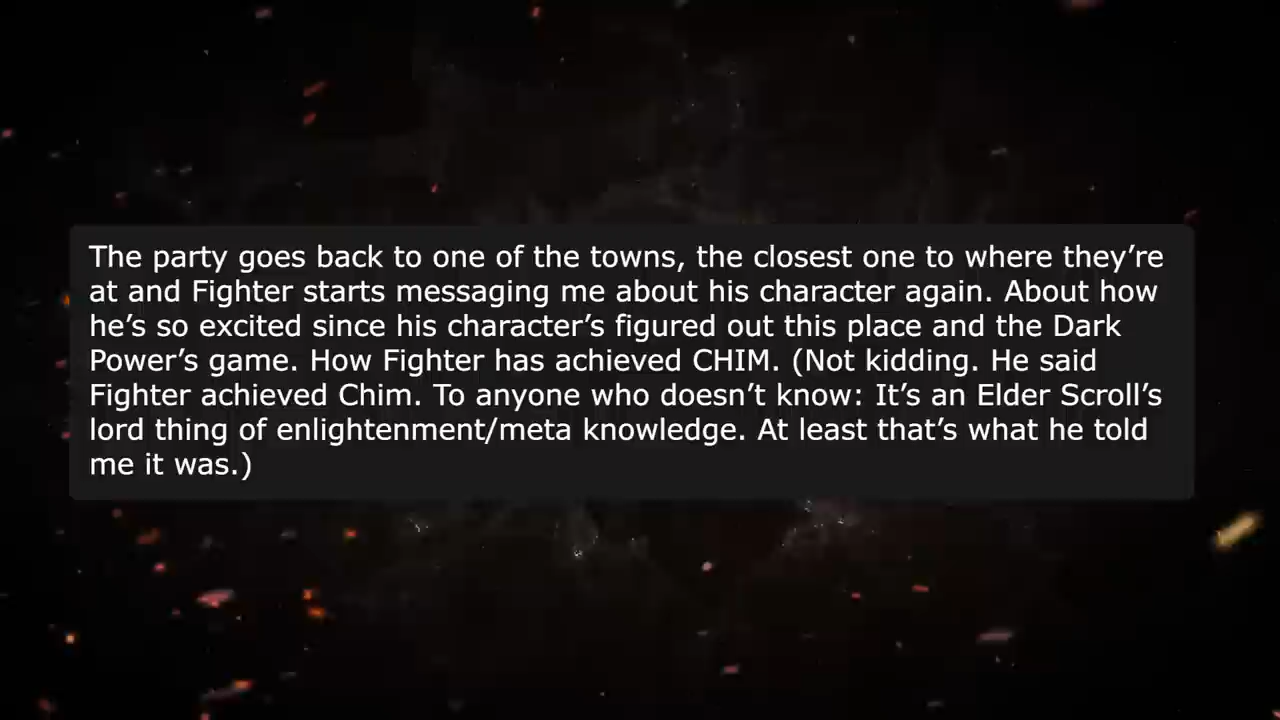 The party goes back to one of the towns, the closest one to where they’re
at and Fighter starts messaging me about his character again. About how
he’s so excited since his character’s figured out this place and the Dark
Power’s game. How Fighter has achieved CHIM. (Not kidding. He said
Fighter achieved Chim. To anyone who doesn’t know: It’s an Elder Scroll’s
lord thing of enlightenment/meta knowledge. At least that’s what he told
me it was.)